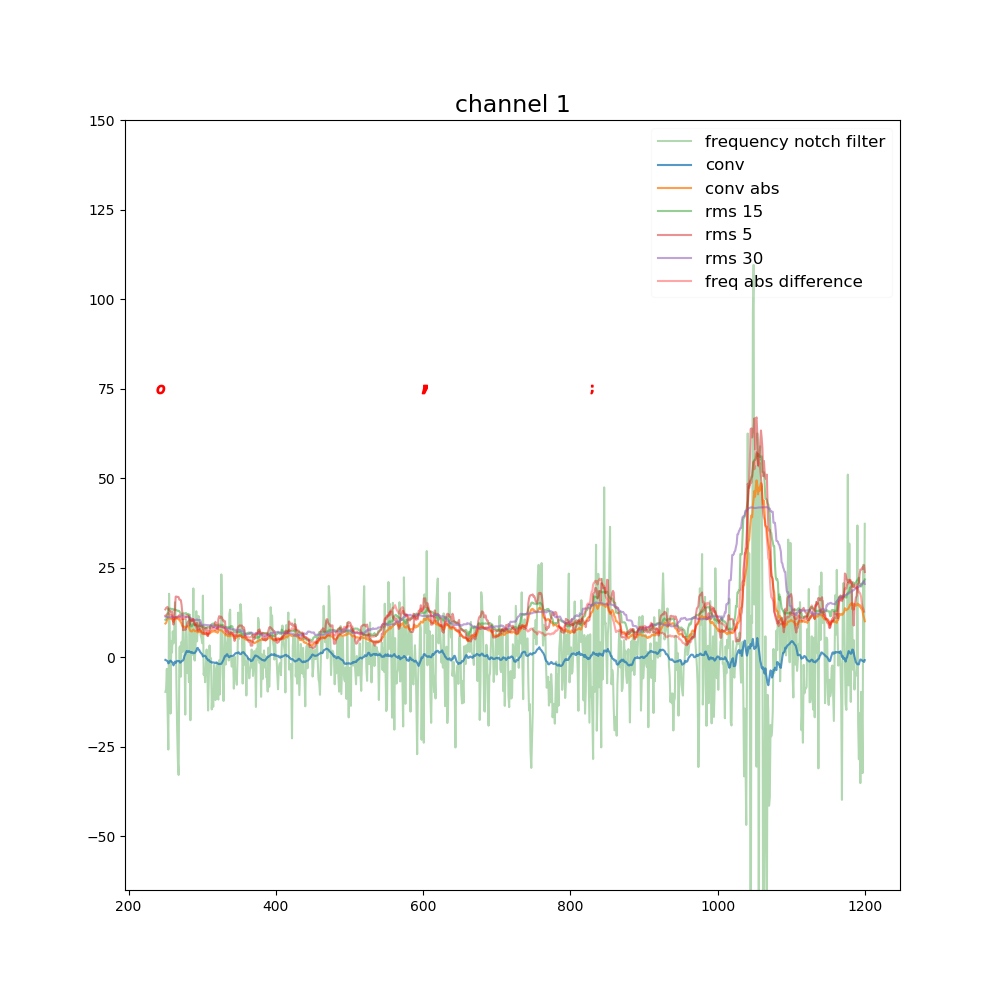 channel 1
150
125
100
75
50
25
0
−25
−50
200 400 600 800 1000 1200
frequency notch filter
conv
conv abs
rms 15
rms 5
rms 30
freq abs difference
o
;